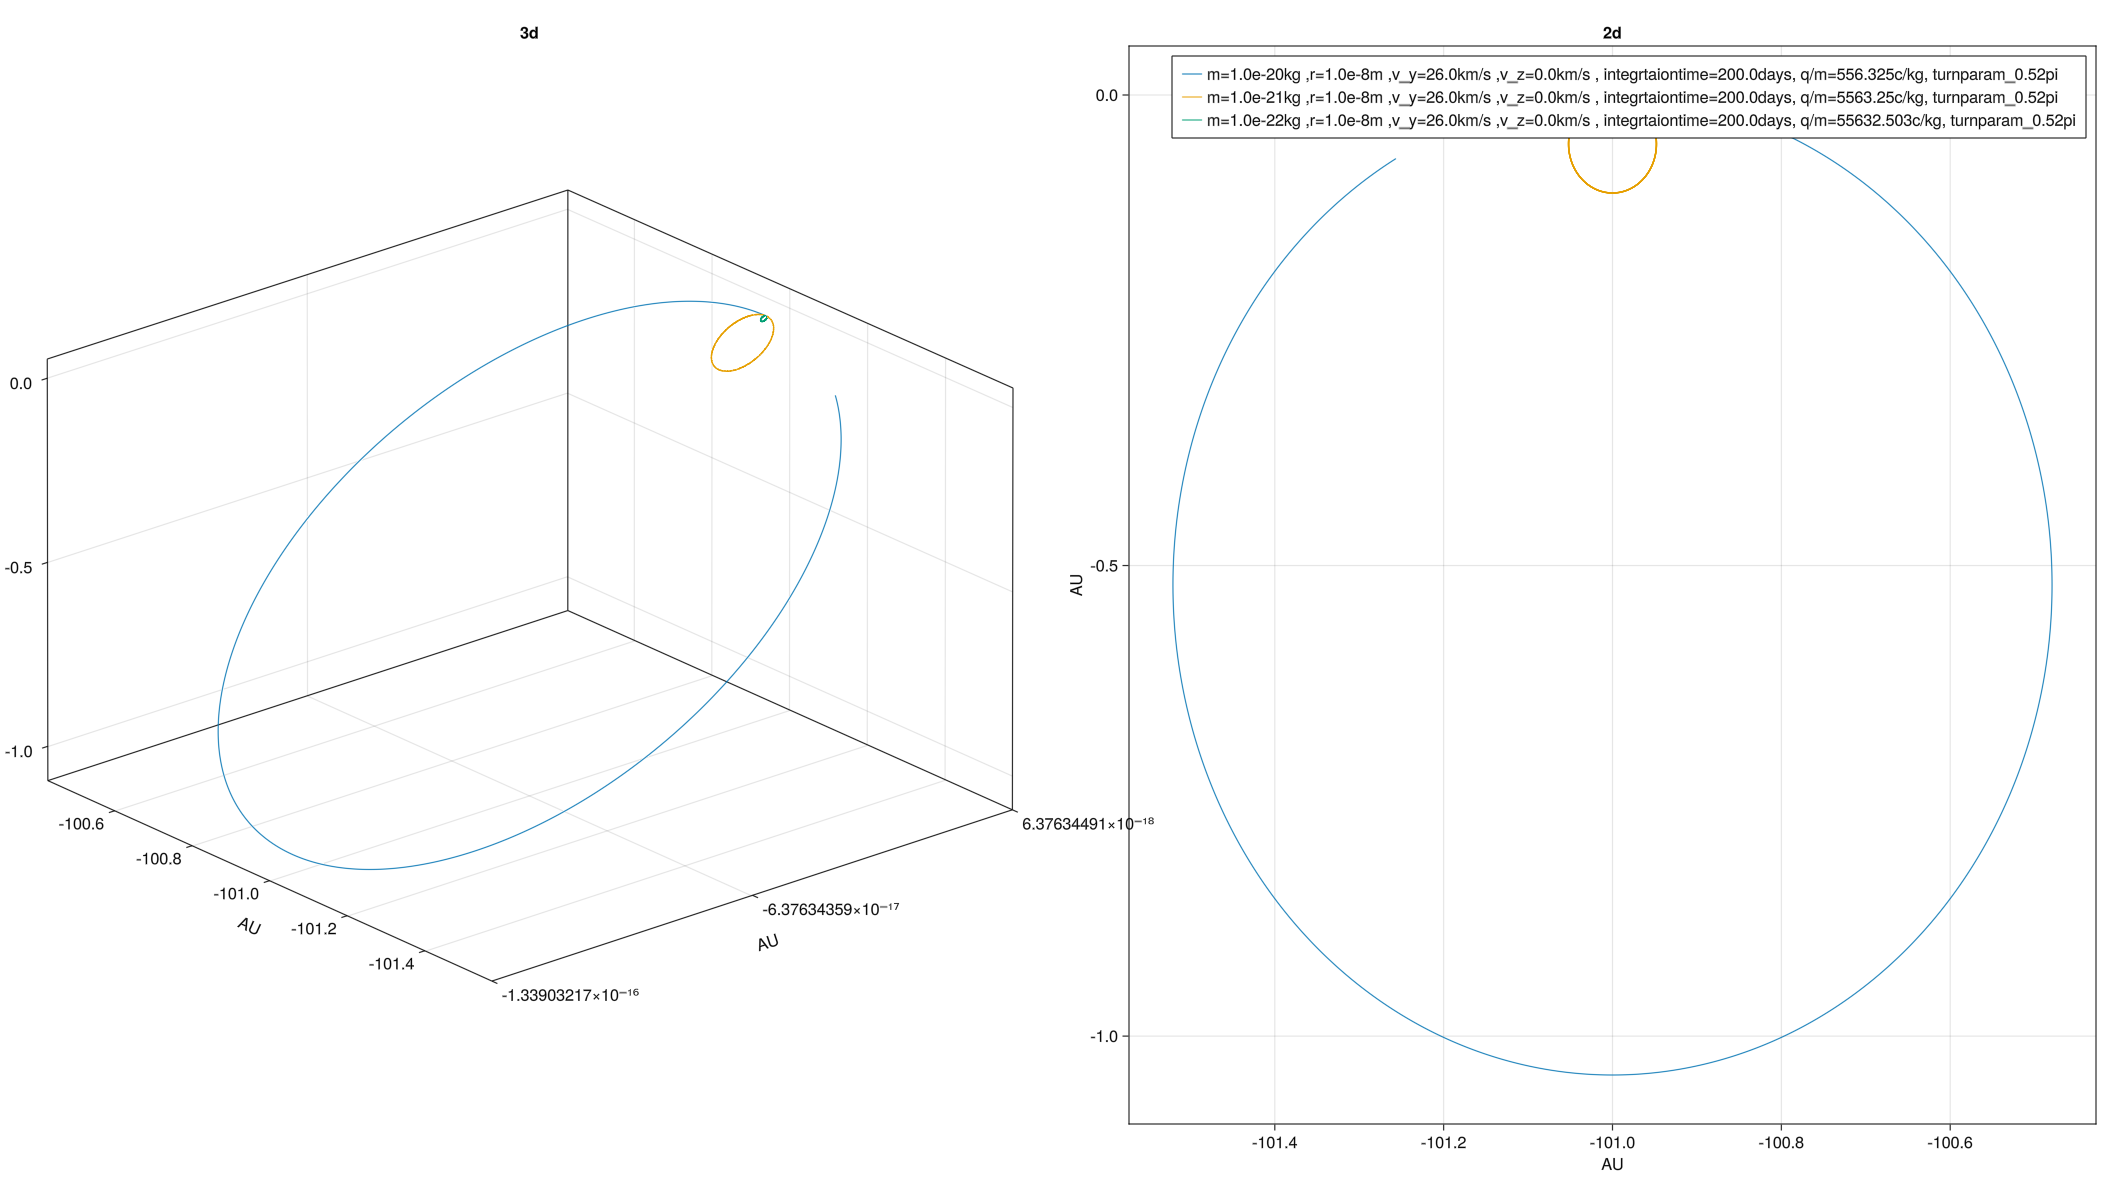 3d
0.0
-0.5
-1.0
-100.6
-100.8
-101.0
-101.2
-101.4
AU
-1.33903217×10⁻¹⁶
-6.37634359×10⁻¹⁷
6.37634491×10⁻¹⁸
AU
2d
m=1.0e-20kg ,r=1.0e-8m ,v_y=26.0km/s ,v_z=0.0km/s , integrtaiontime=200.0days, q/m=556.325c/kg, turnparam_0.52pi
m=1.0e-21kg ,r=1.0e-8m ,v_y=26.0km/s ,v_z=0.0km/s , integrtaiontime=200.0days, q/m=5563.25c/kg, turnparam_0.52pi
m=1.0e-22kg ,r=1.0e-8m ,v_y=26.0km/s ,v_z=0.0km/s , integrtaiontime=200.0days, q/m=55632.503c/kg, turnparam_0.52pi
0.0
-0.5
-1.0
AU
-101.4
-101.2
-101.0
-100.8
-100.6
AU